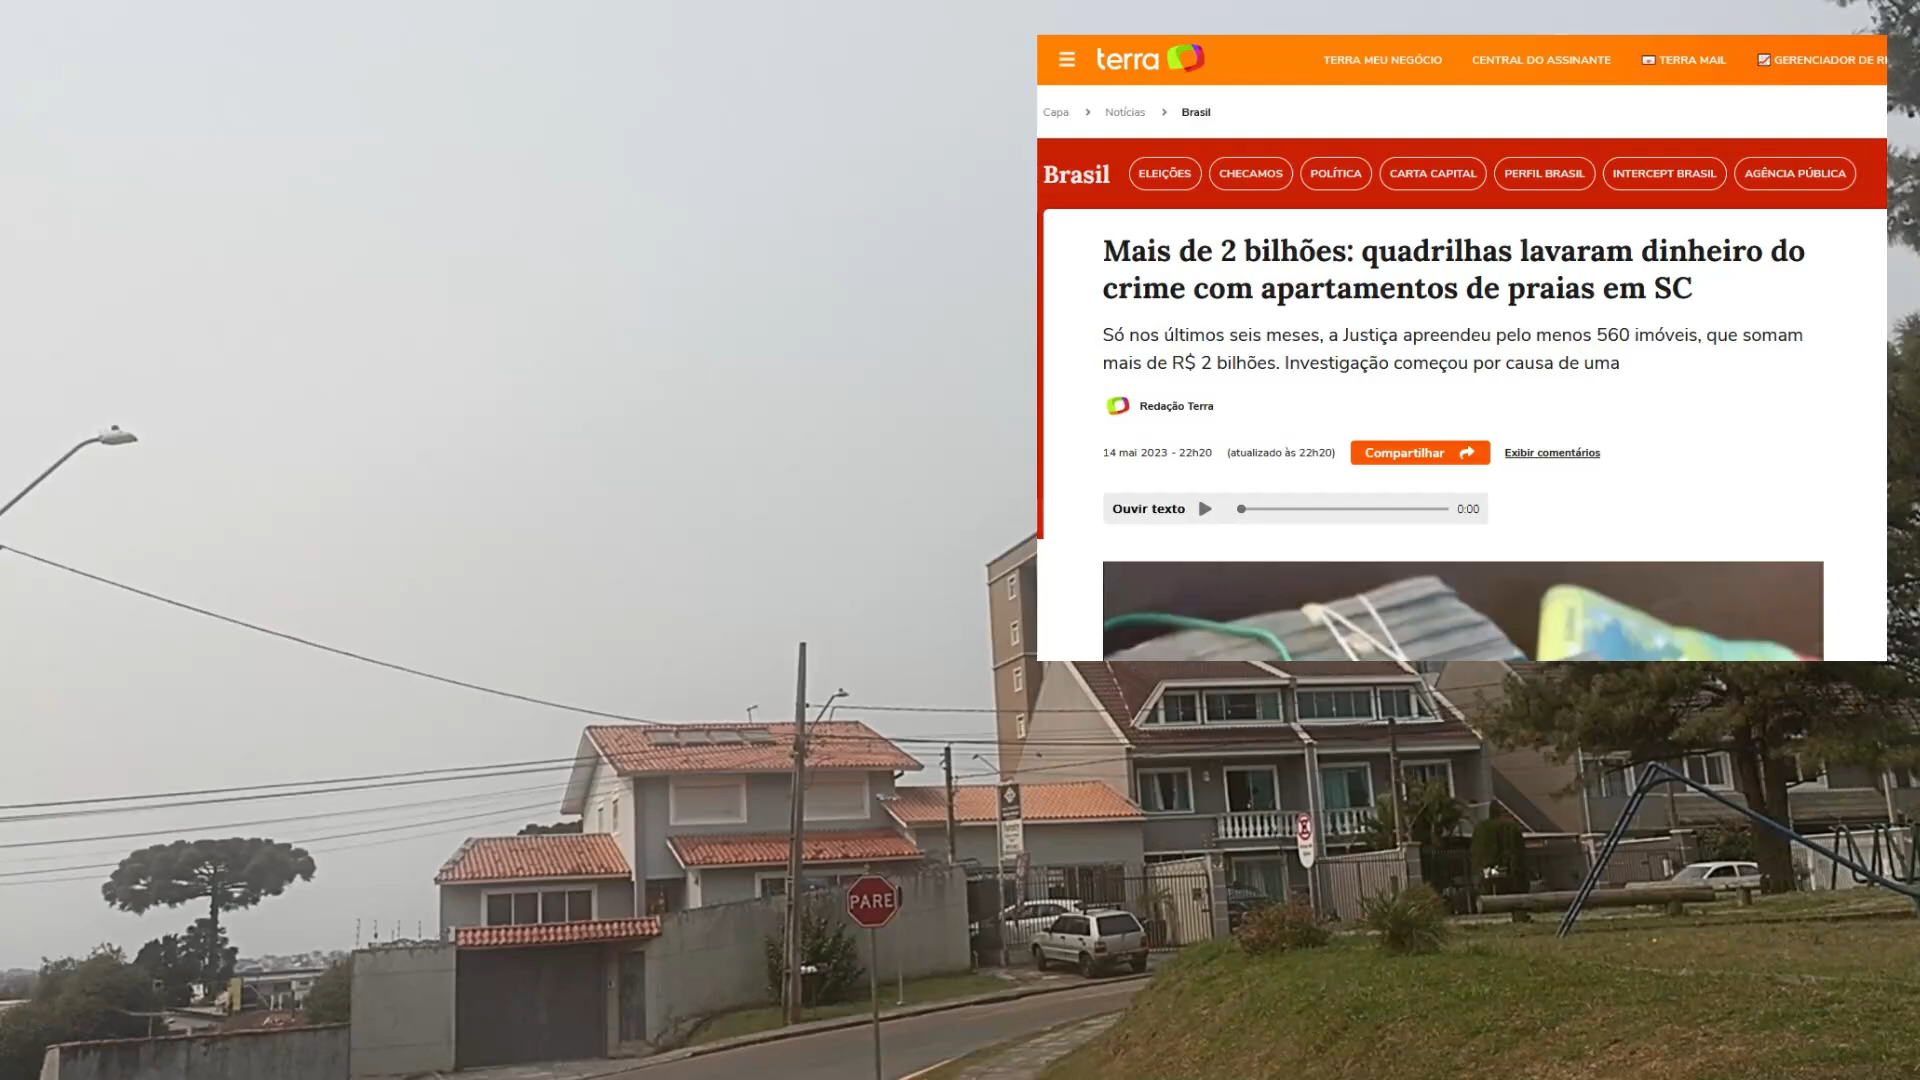 terra
TERRA MEU NEGÓCIO
CENTRAL DO ASSINANTE
TERRA MAIL
GERENCIADOR DE
Capa > Notícias > Brasil
Brasil
ELEIÇÕES
CHECAMOS
POLÍTICA
CARTA CAPITAL
PERFIL BRASIL
INTERCEPT BRASIL
AGÊNCIA PÚBLICA
Mais de 2 bilhões: quadrilhas lavaram dinheiro do
crime com apartamentos de praias em SC
Só nos últimos seis meses, a Justiça apreendeu pelo menos 560 imóveis, que somam
mais de R$ 2 bilhões. Investigação começou por causa de uma
Redação Terra
14 mai 2023 - 22h20 (atualizado às 22h20)
Compartilhar
Exibir comentários
Ouvir texto
0:00
PARE